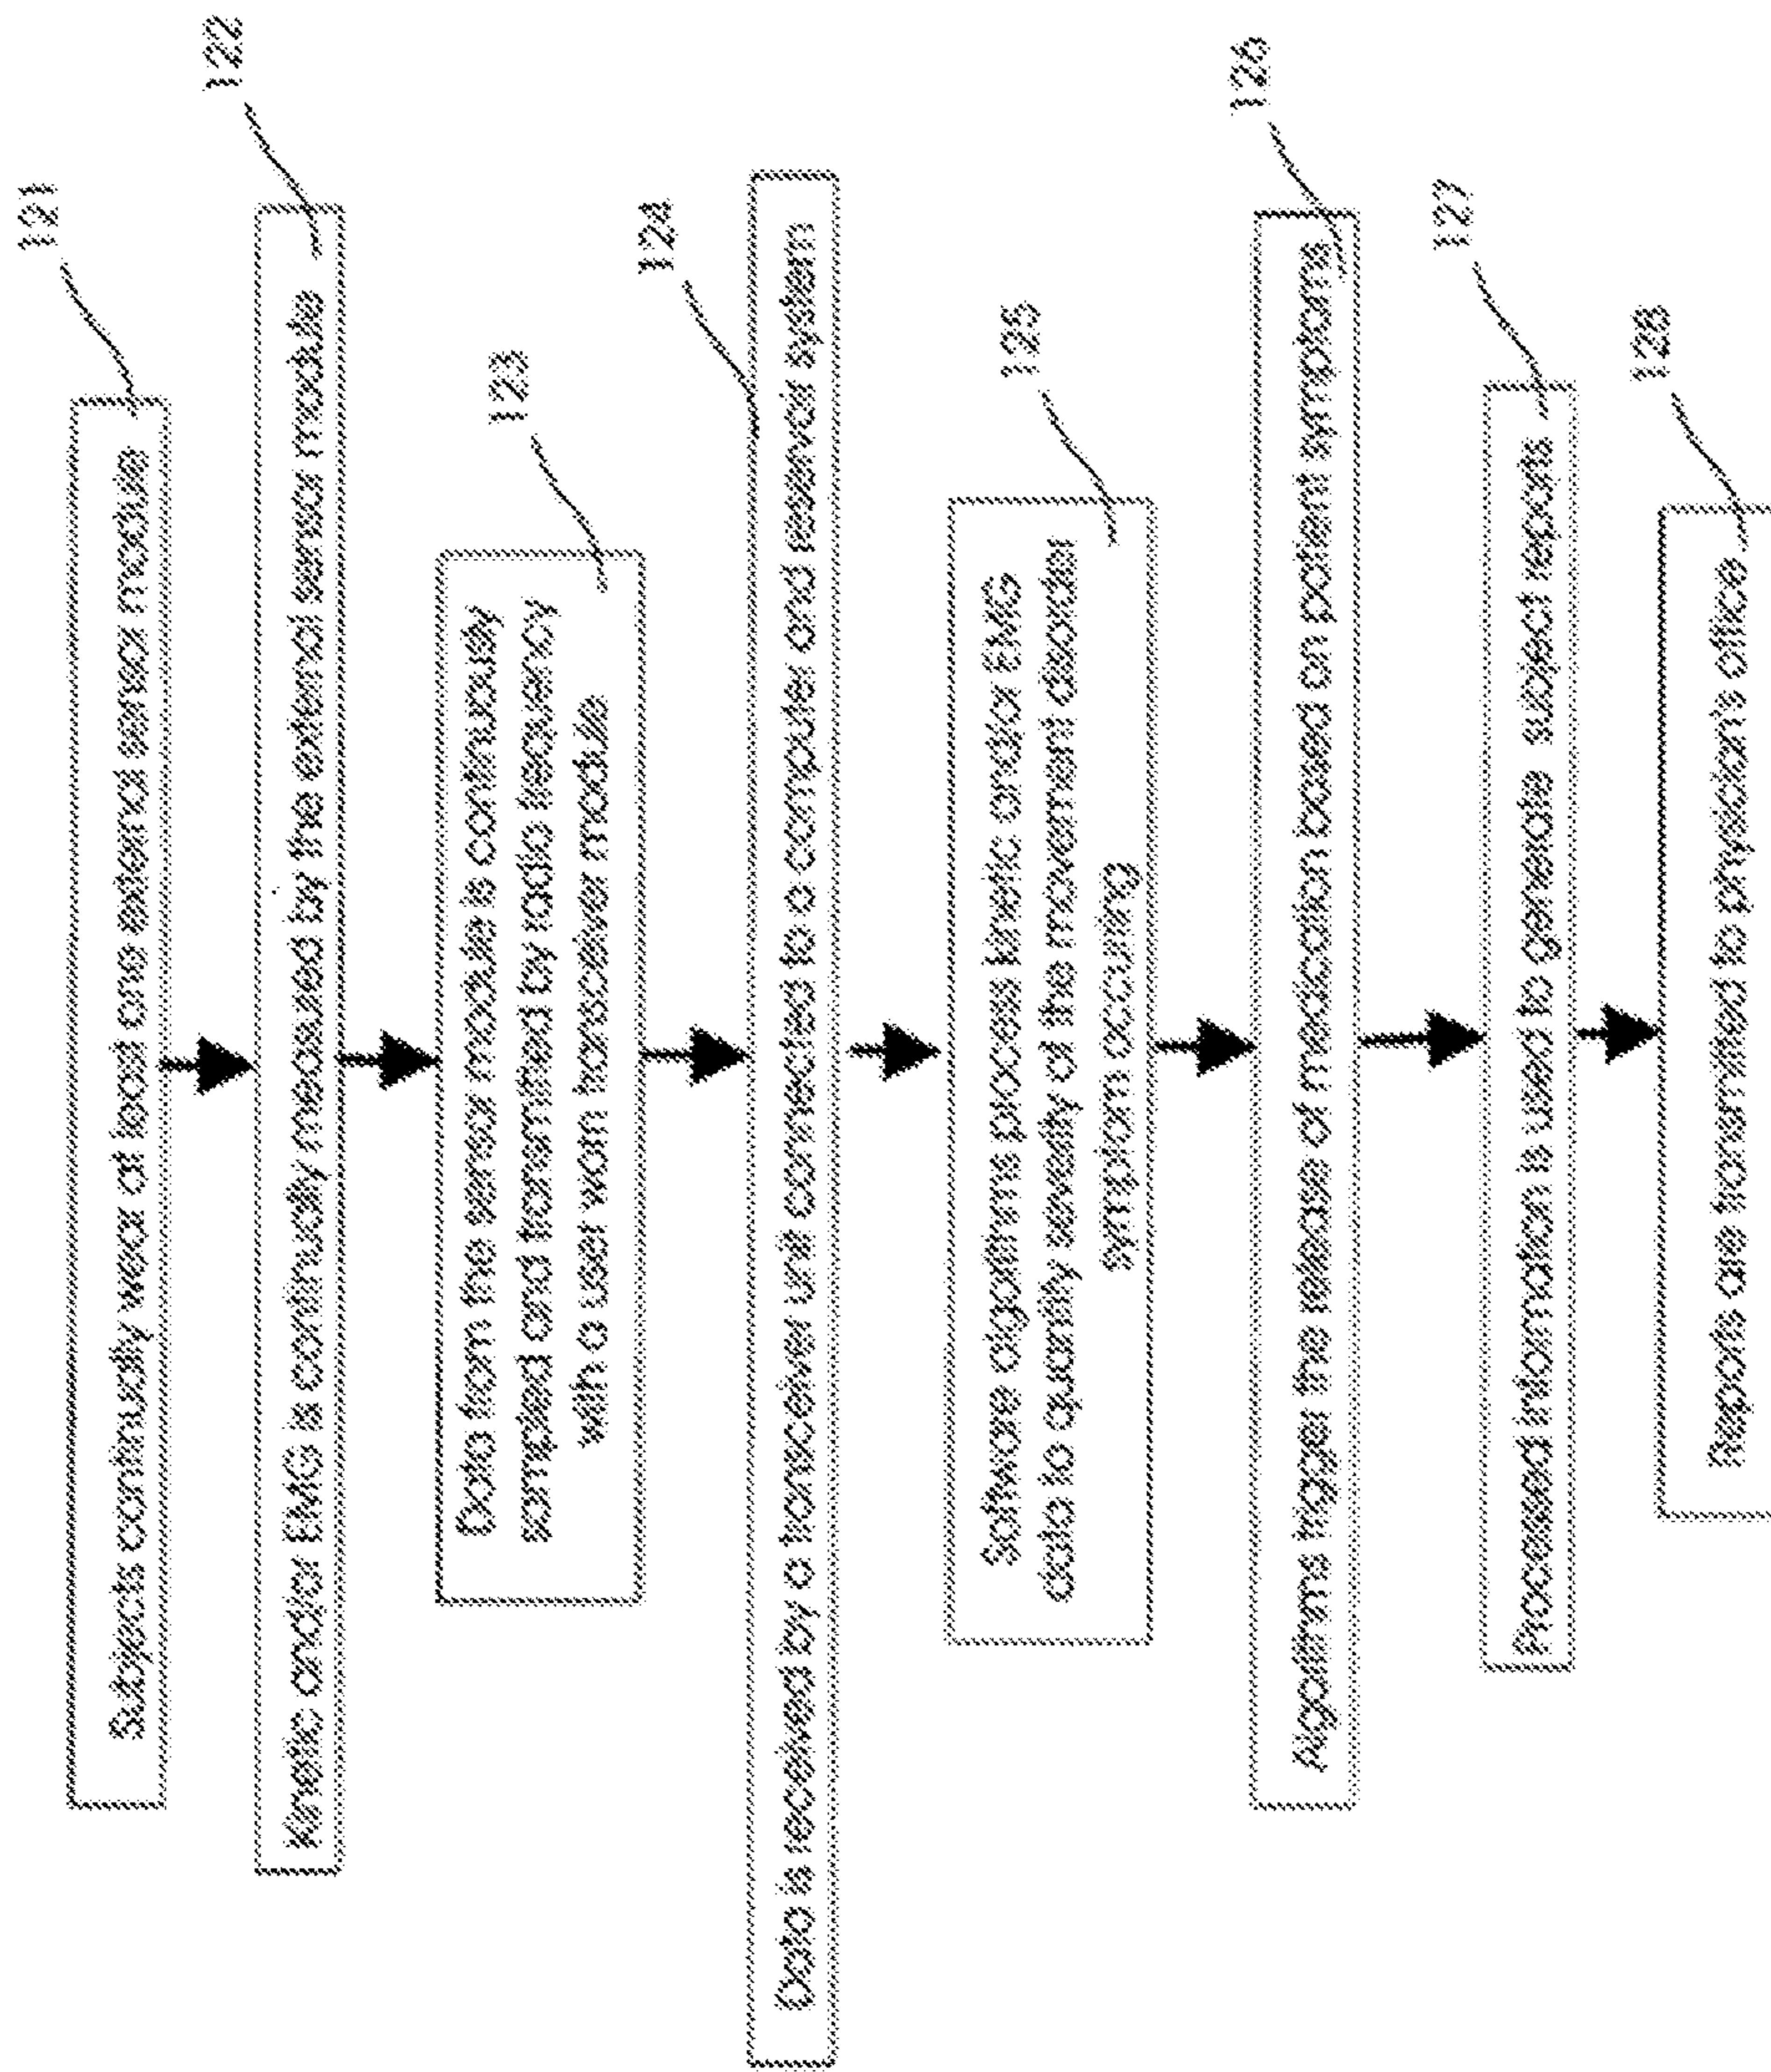 121
Subjects continually wear at least one external sensor module
122
Kinetic and/or EMG is continually measured by the external sensor module
123
Data from the sensor module is continuously
sampled and transmitted by radio frequency
with a user worn transceiver module
124
Data is received by a transceiver unit connected to a computer and reservoir system
125
Software algorithms process kinetic and/or EMG
data to quantify severity of the movement disorder
symptom occurring
126
Algorithms trigger the release of medication based on patient symptoms
127
Processed information is used to generate subject reports
128
Reports are transmitted to physician's office